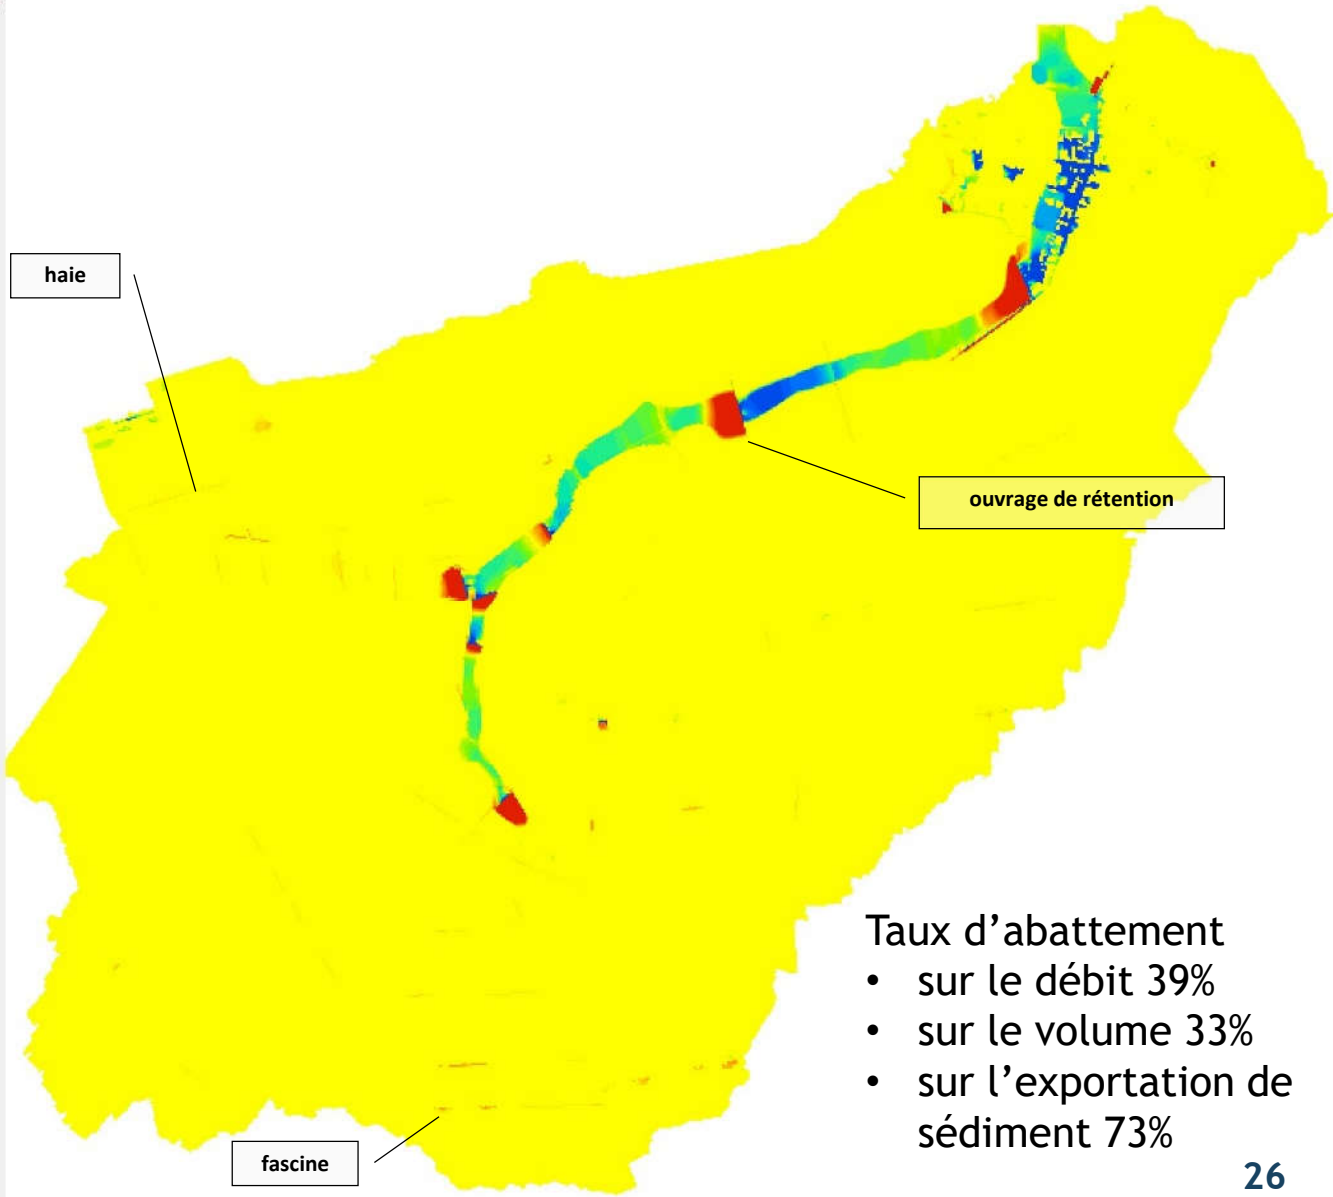 haie
ouvrage de rétention
Taux d’abattement
• sur le débit 39%
• sur le volume 33%
• sur l’exportation de
sédiment 73%
fascine
26